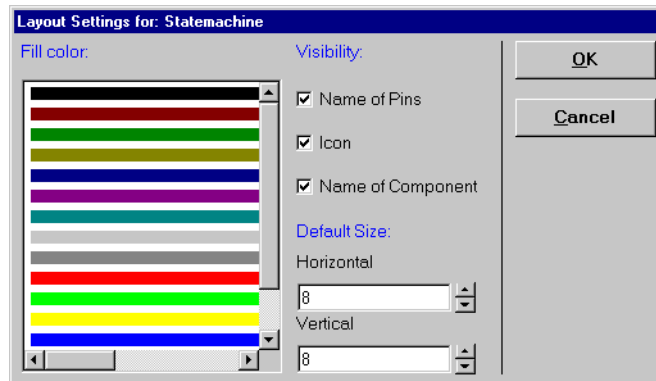 Layout Settings for: Statemachine
Fill color:
Visibility:
Name of Pins
Icon
Name of Component
Default Size:
Horizontal
8
Vertical
8
OK
Cancel